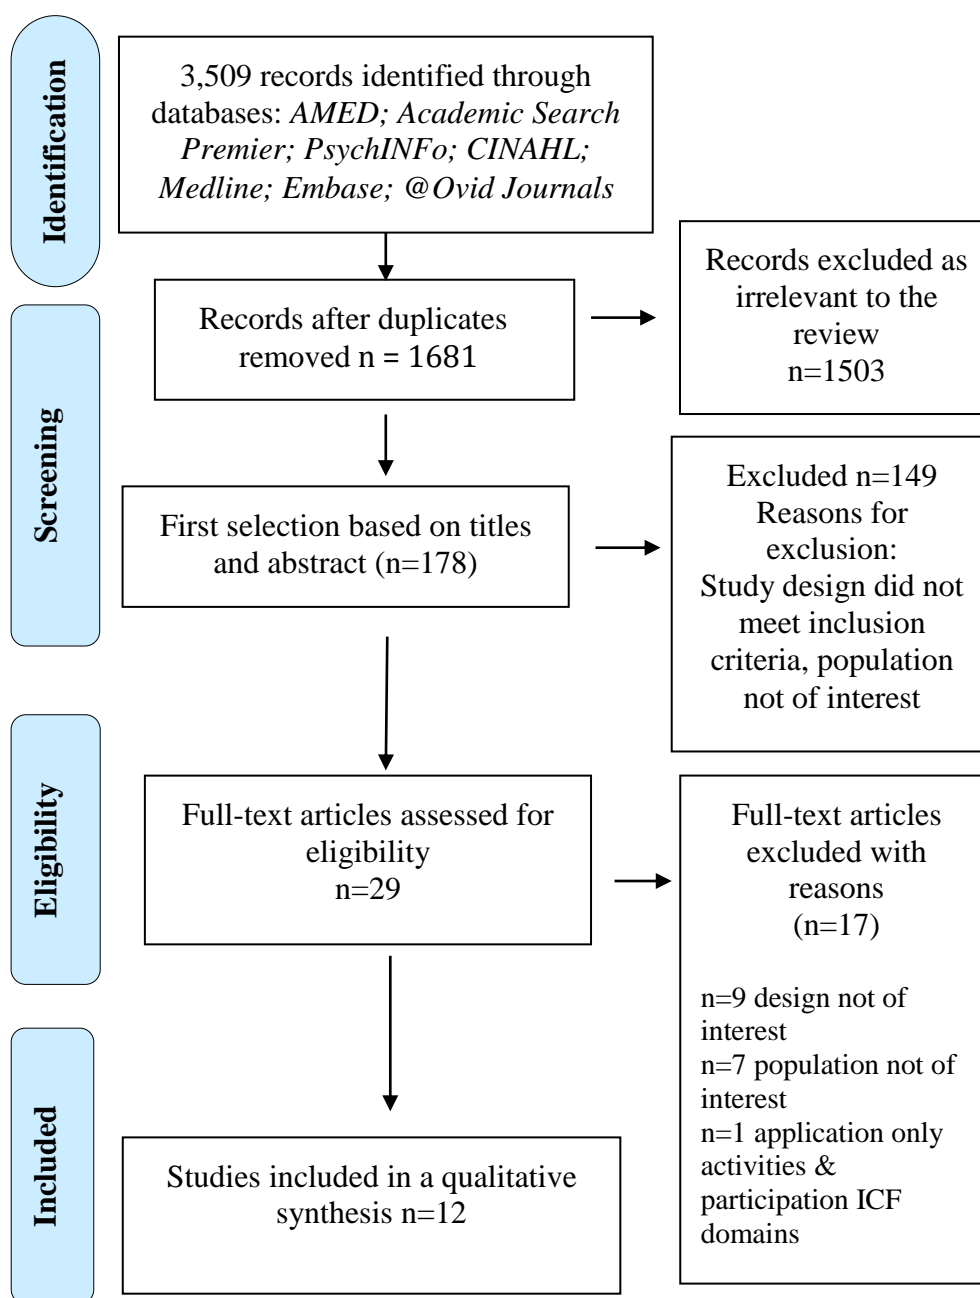 Identification
3,509 records identified through
databases: AMED; Academic Search
Premier; PsychINFo; CINAHL;
Medline; Embase; @Ovid Journals
Records excluded as
irrelevant to the
review
n=1503
Screening
Records after duplicates
removed n = 1681
First selection based on titles
and abstract (n=178)
Excluded n=149
Reasons for
exclusion:
Study design did not
meet inclusion
criteria, population
not of interest
Eligibility
Full-text articles assessed for
eligibility
n=29
Full-text articles
excluded with
reasons
(n=17)
n=9 design not of
interest
n=7 population not of
interest
n=1 application only
activities &
participation ICF
domains
Included
Studies included in a qualitative
synthesis n=12